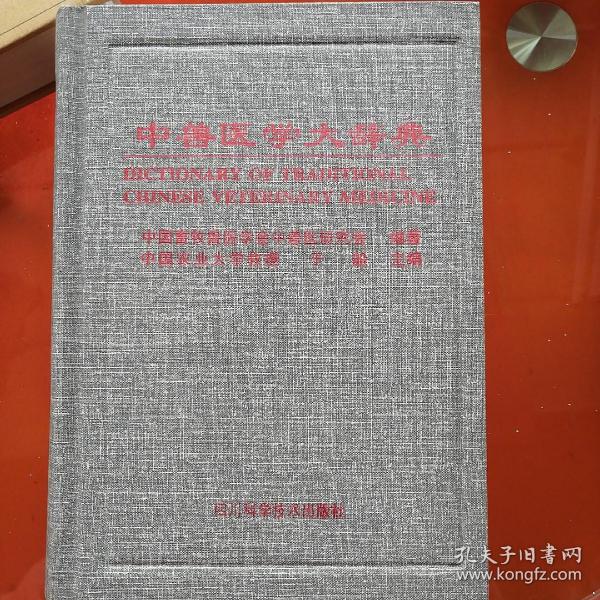 中兽医学大辞典
DICTIONARY OF TRADITIONAL
CHINESE VETERINARY MEDICINE
中国畜牧兽医学会中兽医研究会 编著
中国农业大学教授 于船 主编
四川科学技术出版社
孔夫子旧书网
www.kongfz.com